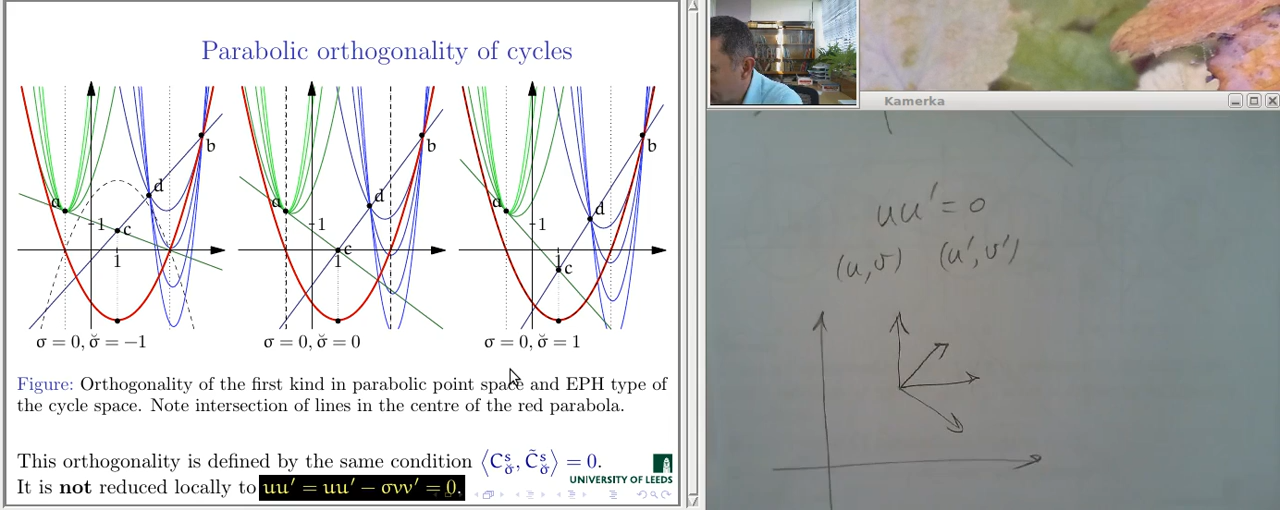 Parabolic orthogonality of cycles
a
b
d
c
1
1
a
b
d
c
1
1
a
b
d
c
1
1
σ = 0, σ̆ = −1
σ = 0, σ̆ = 0
σ = 0, σ̆ = 1
Figure: Orthogonality of the first kind in parabolic point space and EPH type of
the cycle space. Note intersection of lines in the centre of the red parabola.
This orthogonality is defined by the same condition ⟨Cˢσ̆, C̃ˢσ̆⟩ = 0.
It is not reduced locally to uu′ = uu′ − σvv′ = 0.
UNIVERSITY OF LEEDS
Kamerka
uu′ = 0
(u,v) (u′,v′)